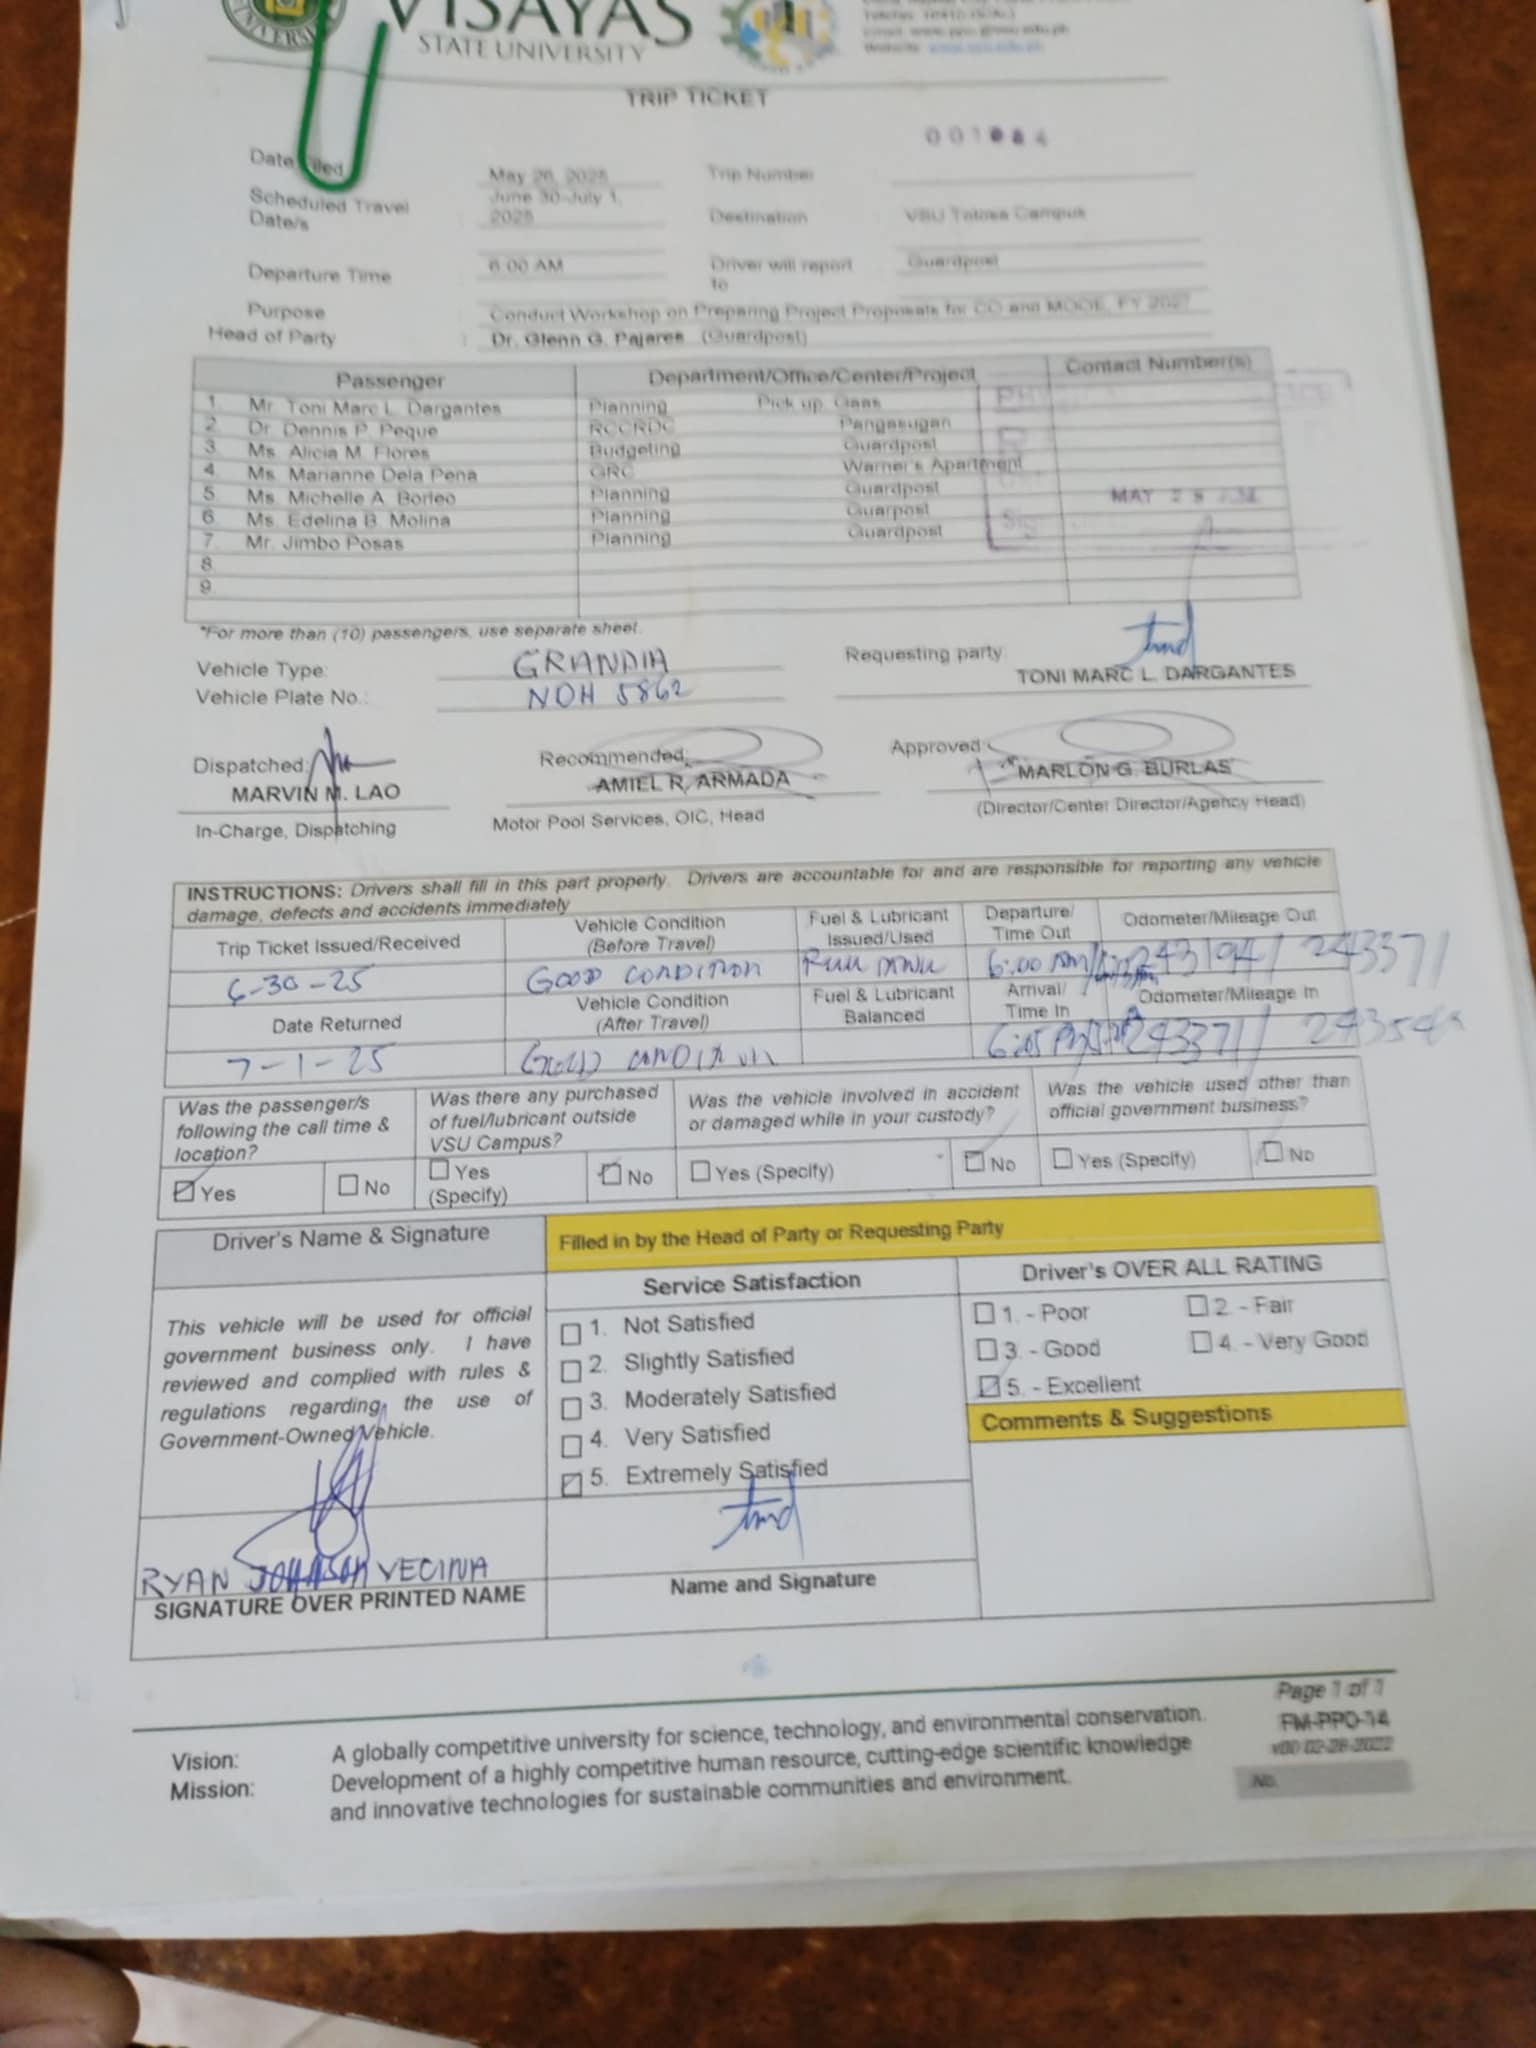 VISAYAS
STATE UNIVERSITY
TRIP TICKET
001084
Date Filed May 26, 2025 Trip Number
Scheduled Travel Date/s : June 30-July 1, 2025 Destination : VSU Tolosa Campus
Departure Time 6:00 AM Driver will report to Guardpost
Purpose Conduct Workshop on Preparing Project Proposals for CO and MOOE, FY 2027
Head of Party : Dr. Glenn G. Pajares (Guardpost)
Passenger Department/Office/Center/Project Contact Number(s)
1. Mr. Toni Marc L. Dargantes Planning Pick up: Gaas
2. Dr. Dennis P. Peque RCCRDC Pangasugan
3. Ms. Alicia M. Flores Budgeting Guardpost
4. Ms. Marianne Dela Pena GRC Warner's Apartment
5. Ms. Michelle A. Borleo Planning Guardpost
6. Ms. Edelina B. Molina Planning Guarpost
7. Mr. Jimbo Posas Planning Guardpost
8.
9.
MAY
*For more than (10) passengers, use separate sheet.
Vehicle Type: GRANDIA Requesting party:
TONI MARC L. DARGANTES
Vehicle Plate No.: NOH 5862
Dispatched: Recommended: Approved:
MARVIN M. LAO AMIEL R. ARMADA MARLON G. BURLAS
In-Charge, Dispatching Motor Pool Services, OIC, Head (Director/Center Director/Agency Head)
INSTRUCTIONS: Drivers shall fill in this part properly. Drivers are accountable for and are responsible for reporting any vehicle
damage, defects and accidents immediately
Trip Ticket Issued/Received Vehicle Condition (Before Travel) Fuel & Lubricant Issued/Used Departure/ Time Out Odometer/Mileage Out
6-30-25 GOOD CONDITION 6:00 AM 243194 / 243371
Date Returned Vehicle Condition (After Travel) Fuel & Lubricant Balanced Arrival/ Time In Odometer/Mileage In
7-1-25 GOOD CONDITION 6:05 PM 243371 /
Was the passenger/s following the call time & location? Was there any purchased of fuel/lubricant outside VSU Campus? Was the vehicle involved in accident or damaged while in your custody? Was the vehicle used other than official government business?
Yes No Yes (Specify) No Yes (Specify) No Yes (Specify) No
Driver's Name & Signature Filled in by the Head of Party or Requesting Party
Service Satisfaction Driver's OVER ALL RATING
This vehicle will be used for official
government business only. I have
reviewed and complied with rules &
regulations regarding the use of
Government-Owned Vehicle.
1. Not Satisfied
2. Slightly Satisfied
3. Moderately Satisfied
4. Very Satisfied
5. Extremely Satisfied
1. - Poor 2. - Fair
3. - Good 4. - Very Good
5. - Excellent
Comments & Suggestions
RYAN JOHNSON VECINA
SIGNATURE OVER PRINTED NAME
Name and Signature
Page 1 of 1
FM-PPO-14
v00 02-28-2022
No.
Vision: A globally competitive university for science, technology, and environmental conservation.
Mission: Development of a highly competitive human resource, cutting-edge scientific knowledge
and innovative technologies for sustainable communities and environment.